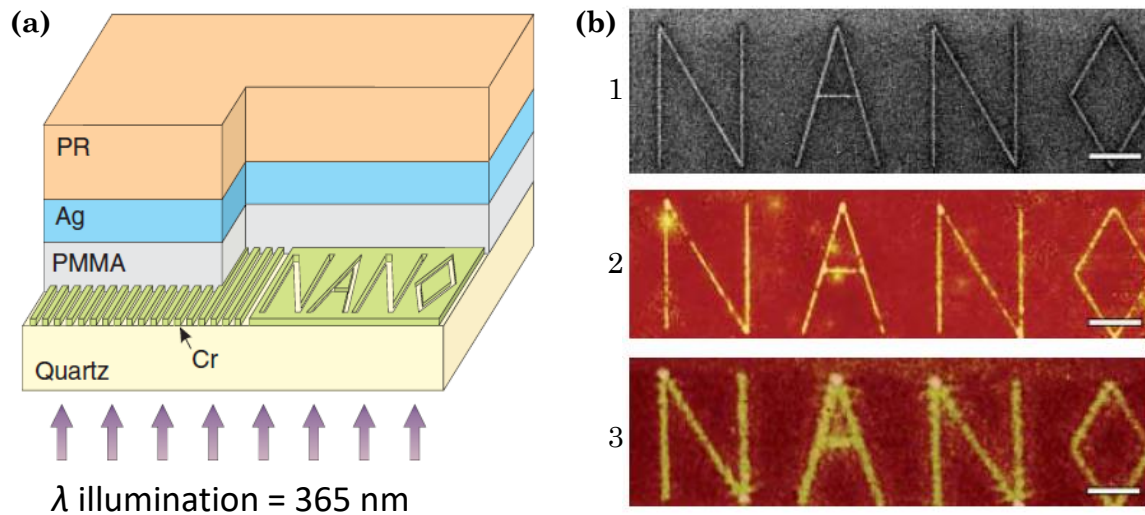 (a)
PR
Ag
PMMA
NANO
Cr
Quartz
λ illumination = 365 nm
(b)
1
NANO
2
NANO
3
NANO